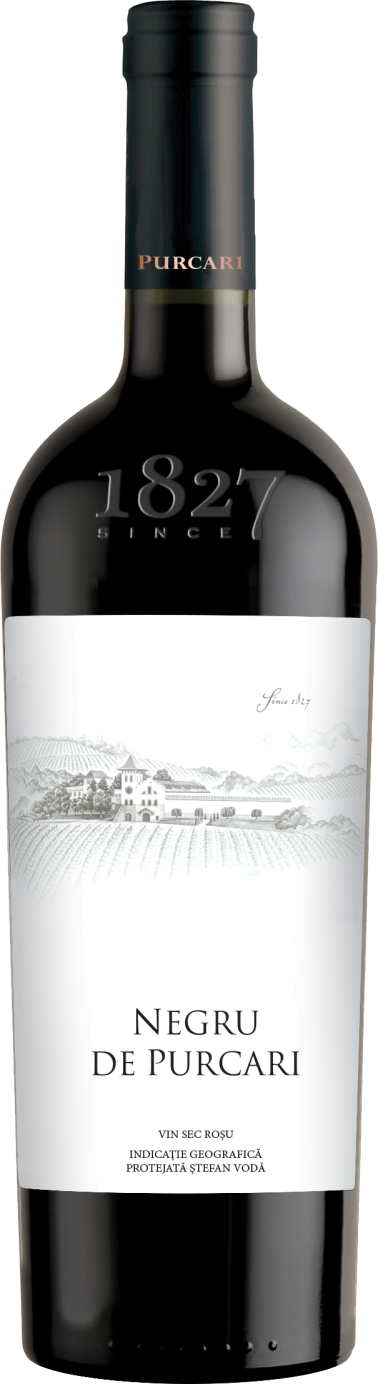 PURCARI
1827
SINCE
Since 1827
NEGRU
DE PURCARI
VIN SEC ROȘU
INDICAȚIE GEOGRAFICĂ
PROTEJATĂ ȘTEFAN VODĂ